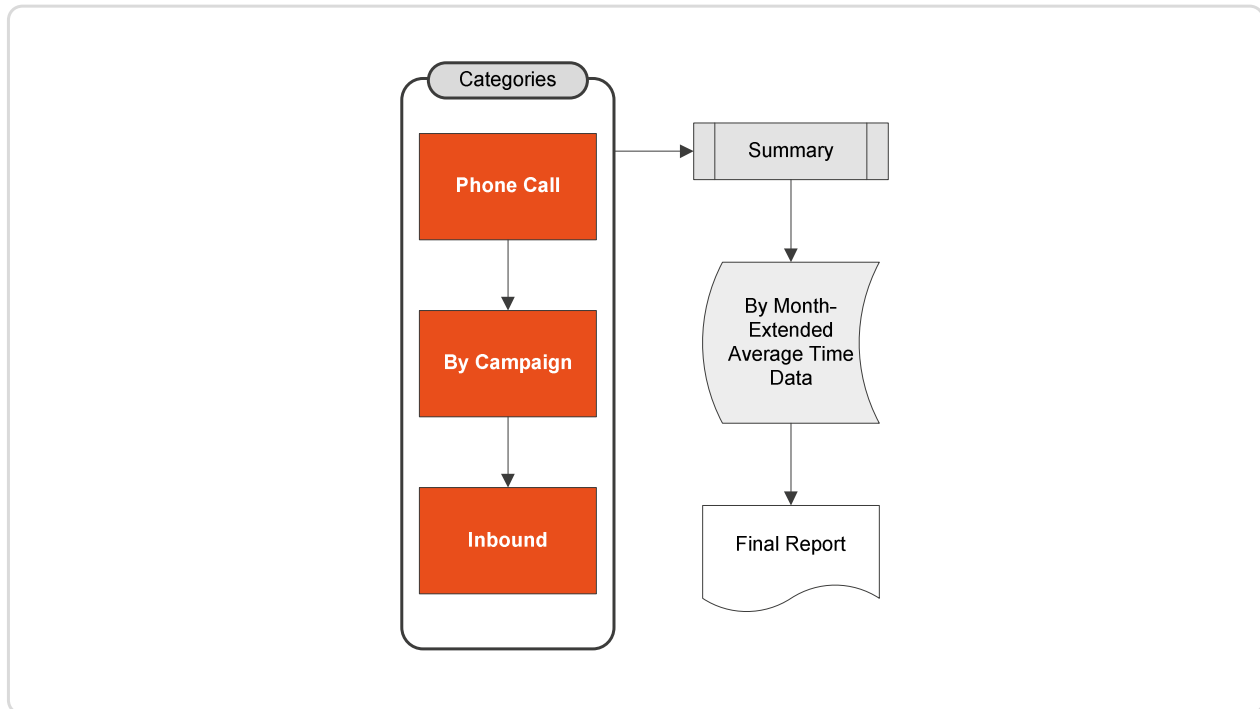 Categories
Phone Call
By Campaign
Inbound
Summary
By Month-
Extended
Average Time
Data
Final Report